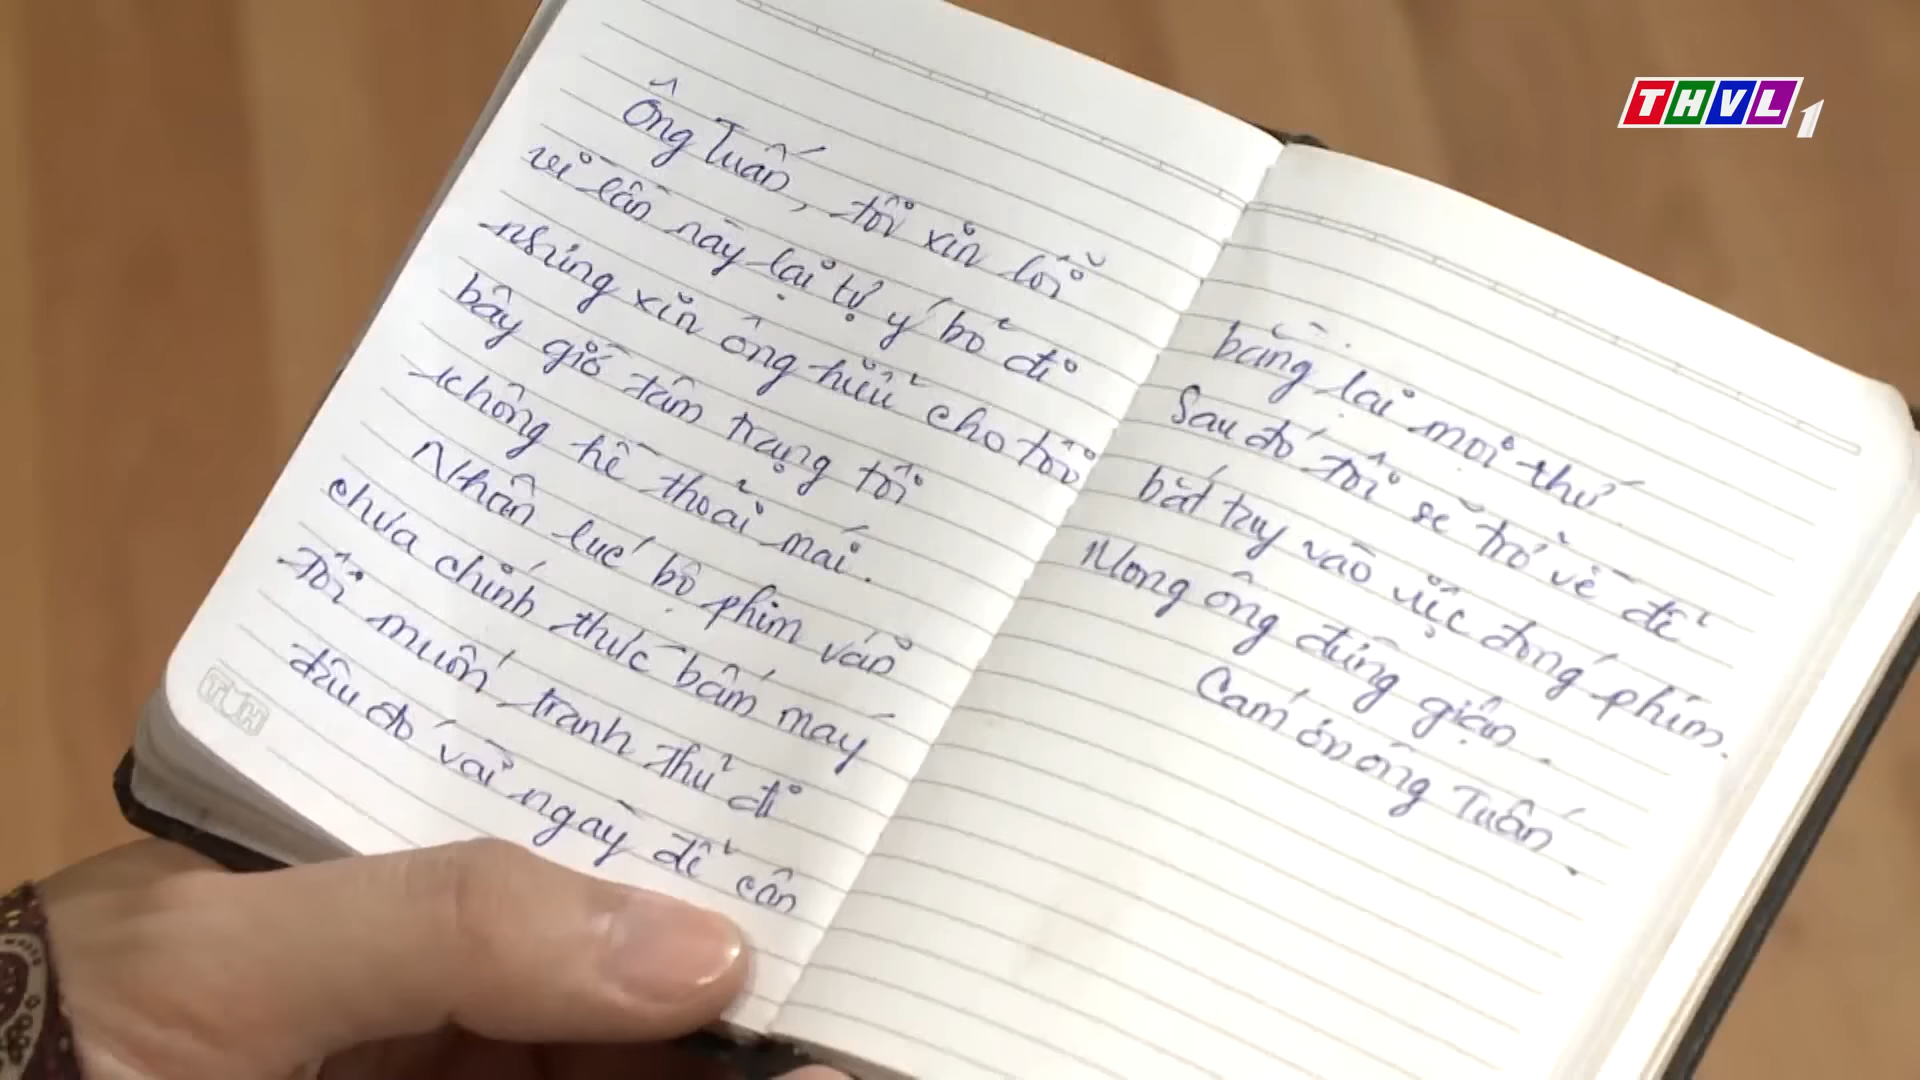 THVL1
Ông Tuấn, tôi xin lỗi
vì lần này lại tự ý bỏ đi
nhưng xin ông hiểu cho tôi
bây giờ tâm trạng tôi
không hề thoải mái.
Nhân lúc bộ phim vẫn
chưa chính thức bấm máy
tôi muốn tranh thủ đi
đâu đó vài ngày để cân
TUH
bằng lại mọi thứ.
Sau đó tôi sẽ trở về để
bắt tay vào việc đóng phim.
Mong ông đừng giận.
Cám ơn ông Tuấn.